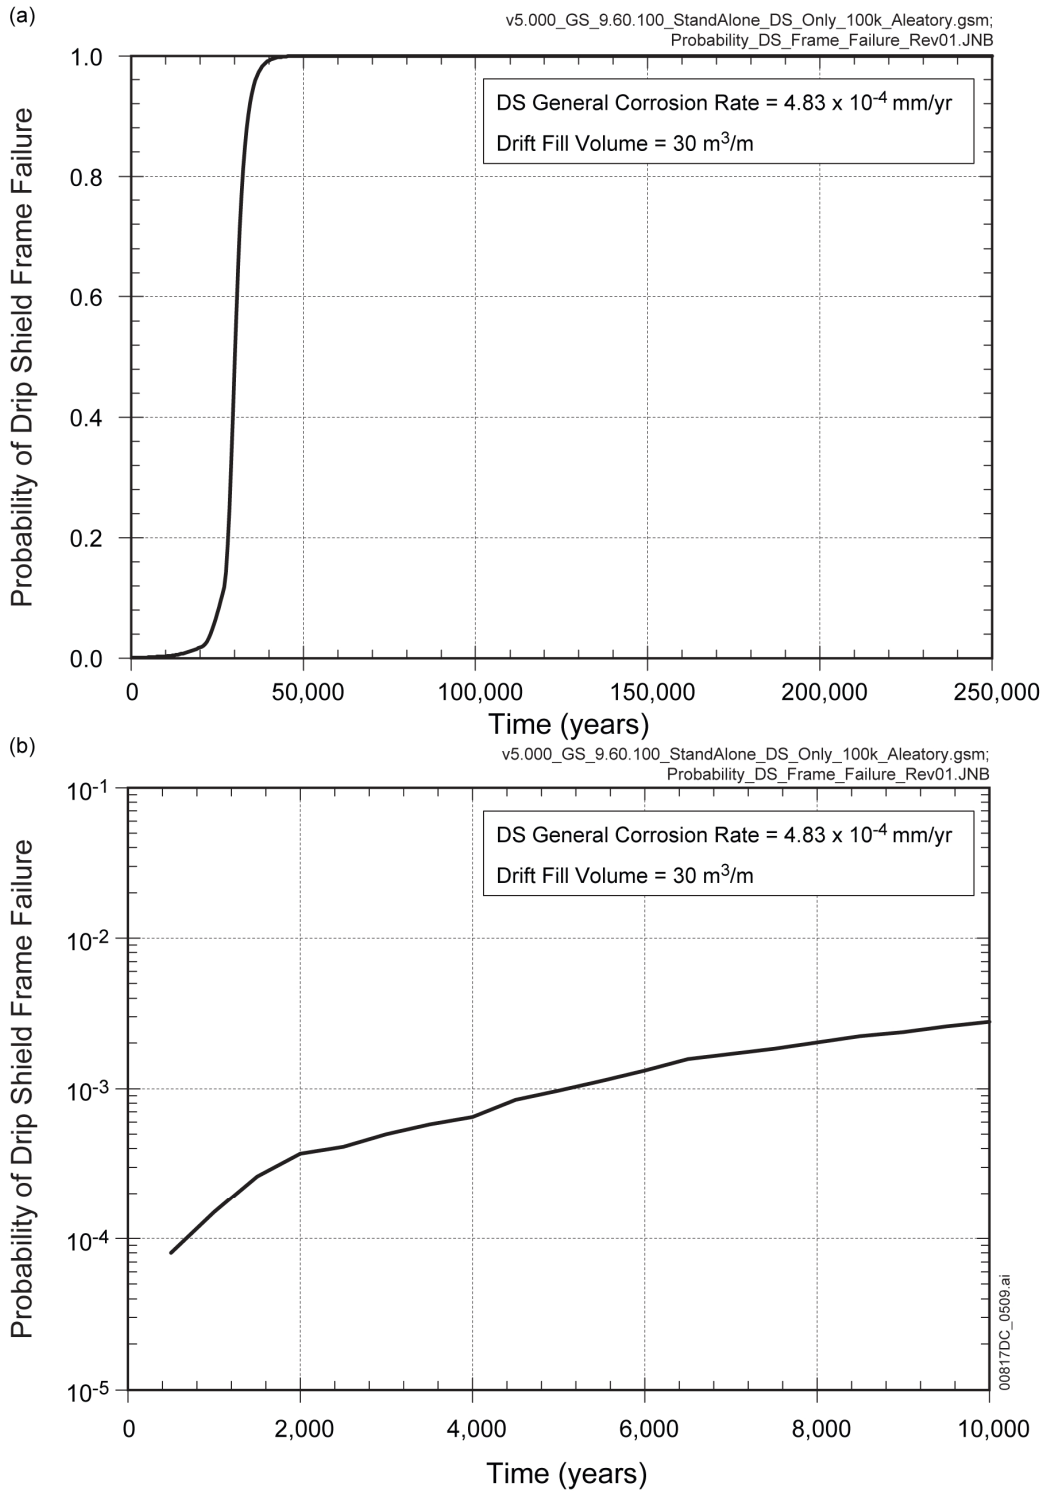 (a)
v5.000_GS_9.60.100_StandAlone_DS_Only_100k_Aleatory.gsm;
Probability_DS_Frame_Failure_Rev01.JNB
DS General Corrosion Rate = 4.83 x 10⁻⁴ mm/yr
Drift Fill Volume = 30 m³/m
Probability of Drip Shield Frame Failure
1.0
0.8
0.6
0.4
0.2
0.0
0 50,000 100,000 150,000 200,000 250,000
Time (years)
(b)
v5.000_GS_9.60.100_StandAlone_DS_Only_100k_Aleatory.gsm;
Probability_DS_Frame_Failure_Rev01.JNB
DS General Corrosion Rate = 4.83 x 10⁻⁴ mm/yr
Drift Fill Volume = 30 m³/m
Probability of Drip Shield Frame Failure
10⁻¹
10⁻²
10⁻³
10⁻⁴
10⁻⁵
0 2,000 4,000 6,000 8,000 10,000
Time (years)
00817DC_0509.ai